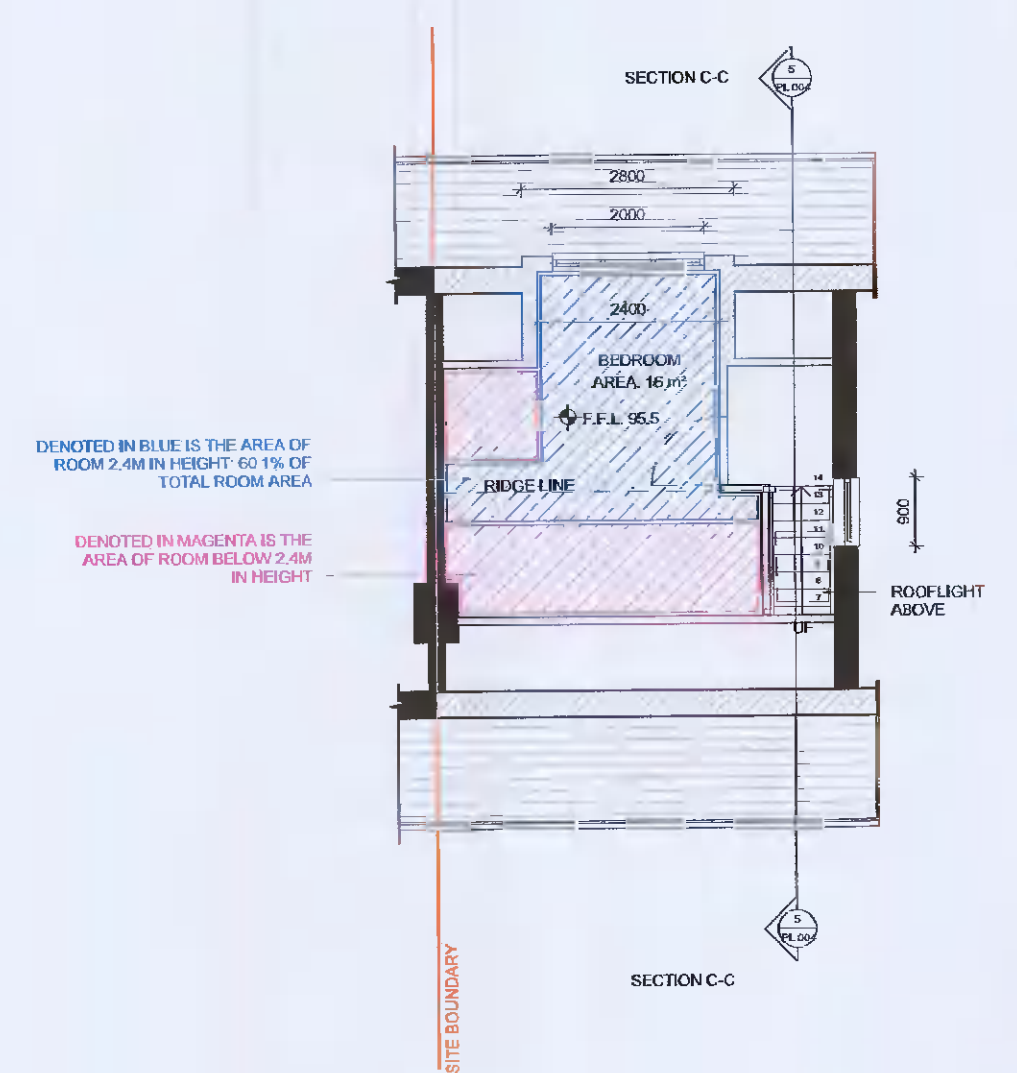 SECTION C-C
5
PL 004
2800
2000
2400
BEDROOM
AREA. 16 m²
F.F.L. 95.5
DENOTED IN BLUE IS THE AREA OF
ROOM 2.4M IN HEIGHT: 60 1% OF
TOTAL ROOM AREA
RIDGE LINE
DENOTED IN MAGENTA IS THE
AREA OF ROOM BELOW 2.4M
IN HEIGHT
14
13
12
11
10
8
7
900
ROOFLIGHT
ABOVE
5
PL 004
SECTION C-C
SITE BOUNDARY